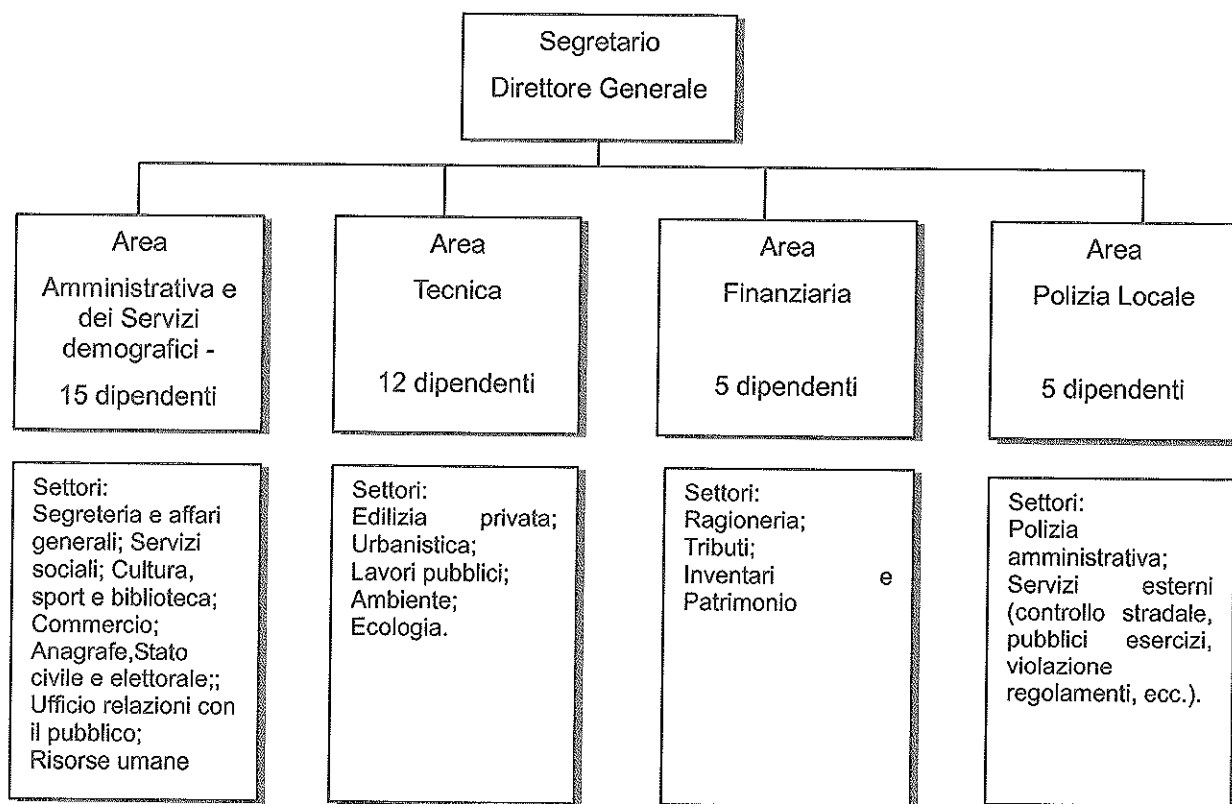 Segretario
Direttore Generale
Area
Amministrativa e
dei Servizi
demografici -
15 dipendenti
Area
Tecnica
12 dipendenti
Area
Finanziaria
5 dipendenti
Area
Polizia Locale
5 dipendenti
Settori:
Segreteria e affari
generali; Servizi
sociali; Cultura,
sport e biblioteca;
Commercio;
Anagrafe,Stato
civile e elettorale;;
Ufficio relazioni con
il pubblico;
Risorse umane
Settori:
Edilizia privata;
Urbanistica;
Lavori pubblici;
Ambiente;
Ecologia.
Settori:
Ragioneria;
Tributi;
Inventari e
Patrimonio
Settori:
Polizia
amministrativa;
Servizi esterni
(controllo stradale,
pubblici esercizi,
violazione
regolamenti, ecc.).